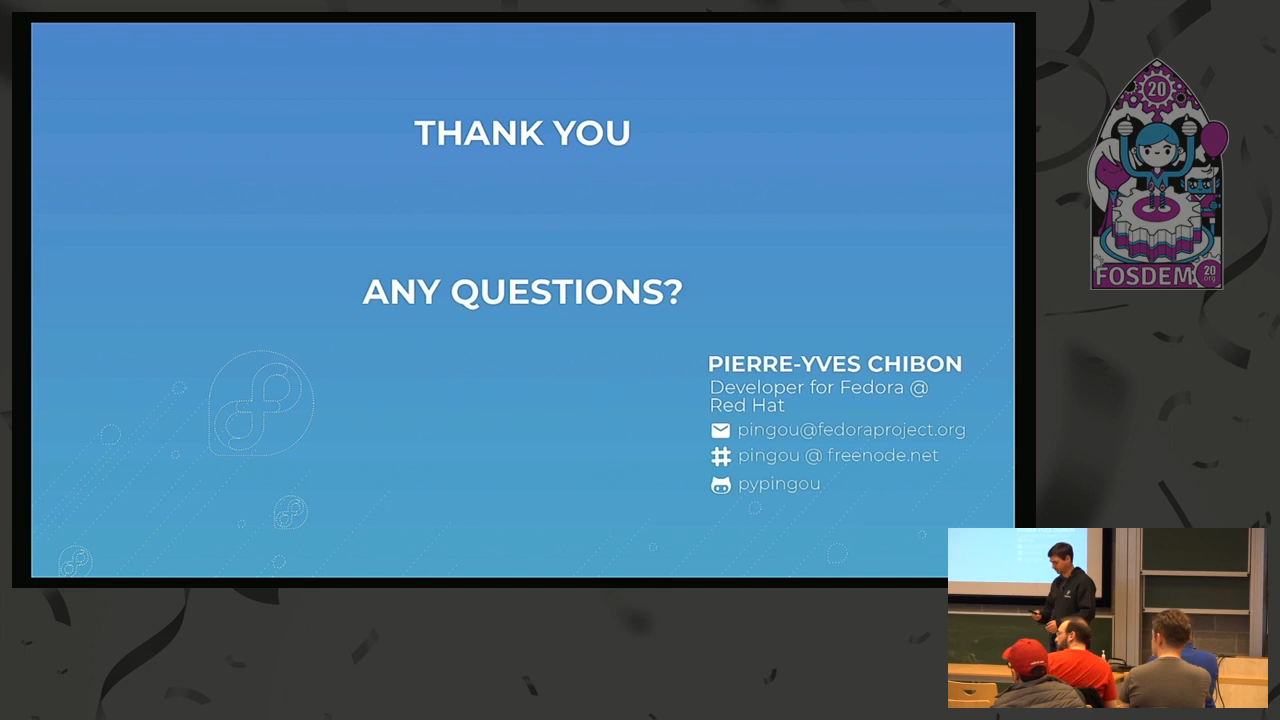 THANK YOU
ANY QUESTIONS?
PIERRE-YVES CHIBON
Developer for Fedora @
Red Hat
pingou@fedoraproject.org
pingou @ freenode.net
pypingou
20
FOSDEM
20
org